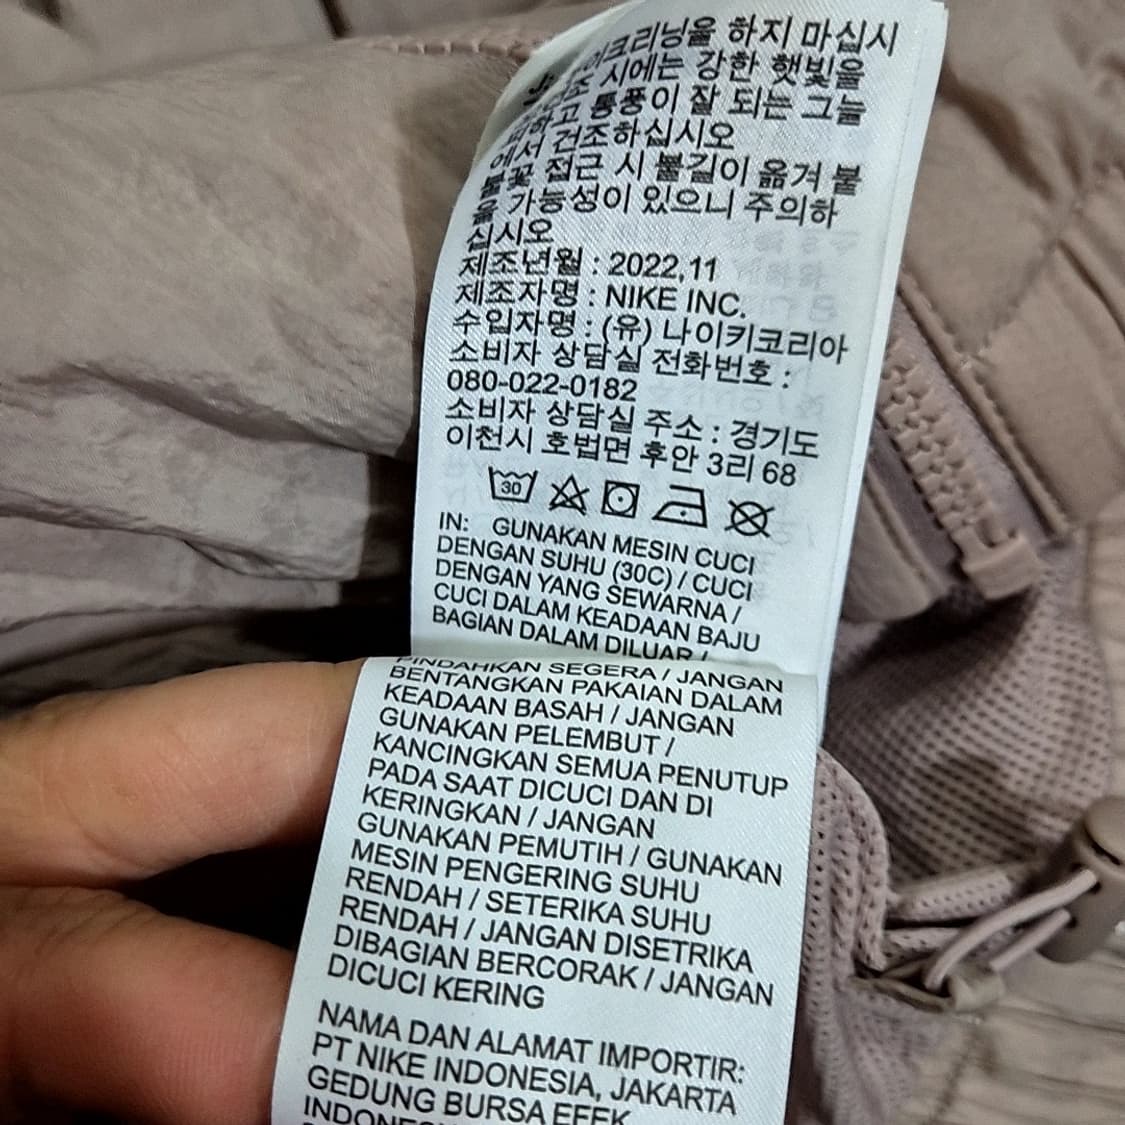 이크리닝을 하지 마십시
오
건조 시에는 강한 햇빛을
피하고 통풍이 잘 되는 그늘
에서 건조하십시오
불꽃 접근 시 불길이 옮겨 붙
을 가능성이 있으니 주의하
십시오
제조년월 : 2022,11
제조자명 : NIKE INC.
수입자명 : (유) 나이키코리아
소비자 상담실 전화번호 :
080-022-0182
소비자 상담실 주소 : 경기도
이천시 호법면 후안 3리 68
30
IN: GUNAKAN MESIN CUCI
DENGAN SUHU (30C) / CUCI
DENGAN YANG SEWARNA /
CUCI DALAM KEADAAN BAJU
BAGIAN DALAM DILUAR /
PINDAHKAN SEGERA / JANGAN
BENTANGKAN PAKAIAN DALAM
KEADAAN BASAH / JANGAN
GUNAKAN PELEMBUT /
KANCINGKAN SEMUA PENUTUP
PADA SAAT DICUCI DAN DI
KERINGKAN / JANGAN
GUNAKAN PEMUTIH / GUNAKAN
MESIN PENGERING SUHU
RENDAH / SETERIKA SUHU
RENDAH / JANGAN DISETRIKA
DIBAGIAN BERCORAK / JANGAN
DICUCI KERING
NAMA DAN ALAMAT IMPORTIR:
PT NIKE INDONESIA, JAKARTA
GEDUNG BURSA EFEK